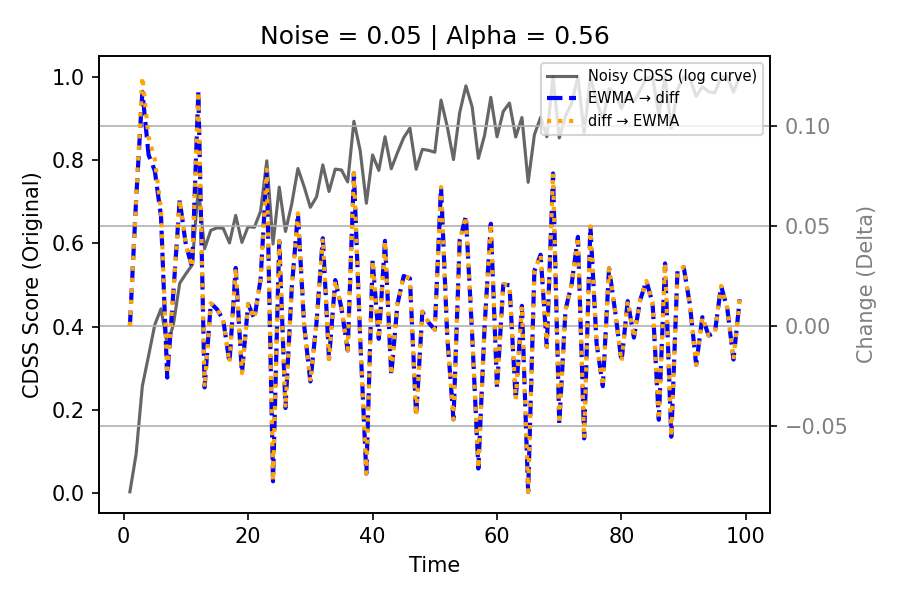 Noise = 0.05 | Alpha = 0.56
Noisy CDSS (log curve)
EWMA → diff
diff → EWMA
CDSS Score (Original)
1.0
0.8
0.6
0.4
0.2
0.0
0.10
0.05
0.00
−0.05
Change (Delta)
0 20 40 60 80 100
Time